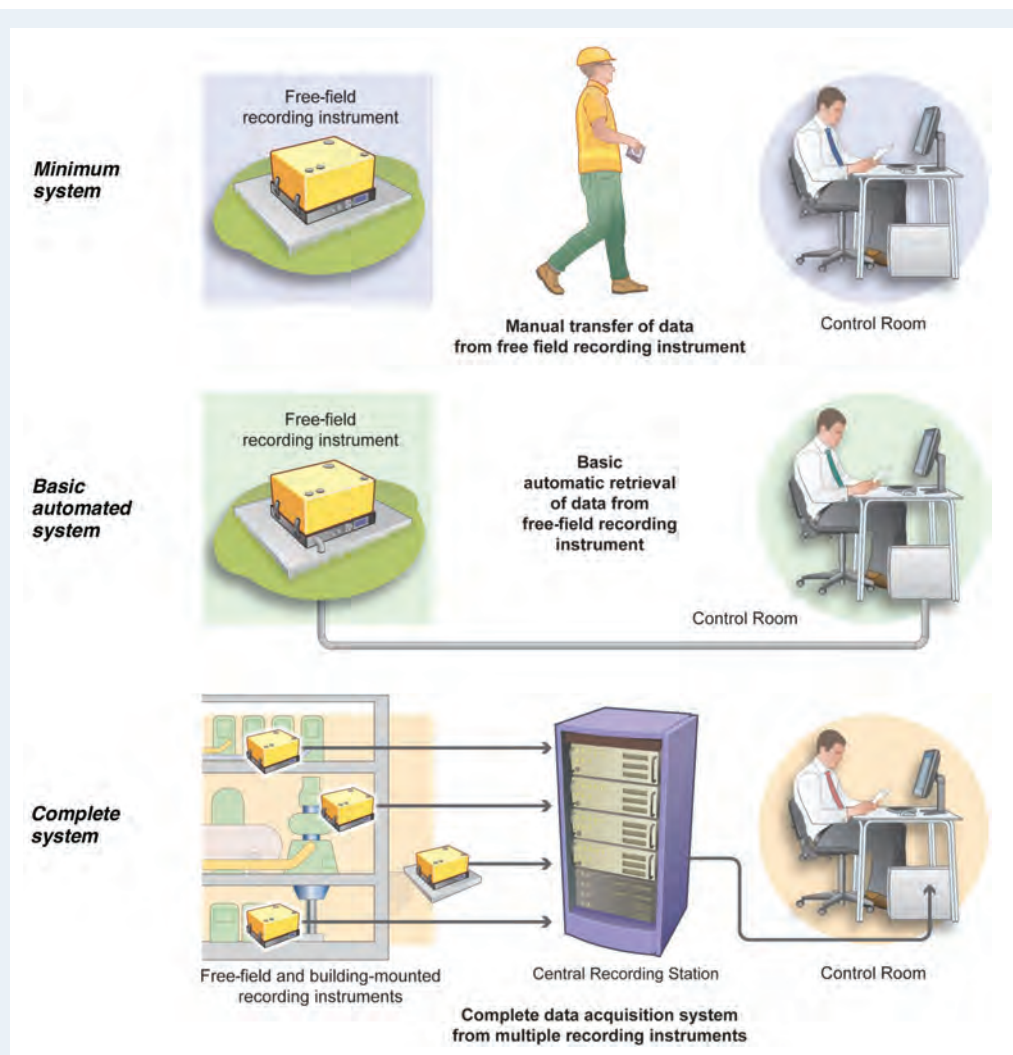 Free-field
recording instrument
Minimum
system
Manual transfer of data
from free field recording instrument
Control Room
Free-field
recording instrument
Basic
automated
system
Basic
automatic retrieval
of data from
free-field recording
instrument
Control Room
Complete
system
Free-field and building-mounted
recording instruments
Central Recording Station
Control Room
Complete data acquisition system
from multiple recording instruments